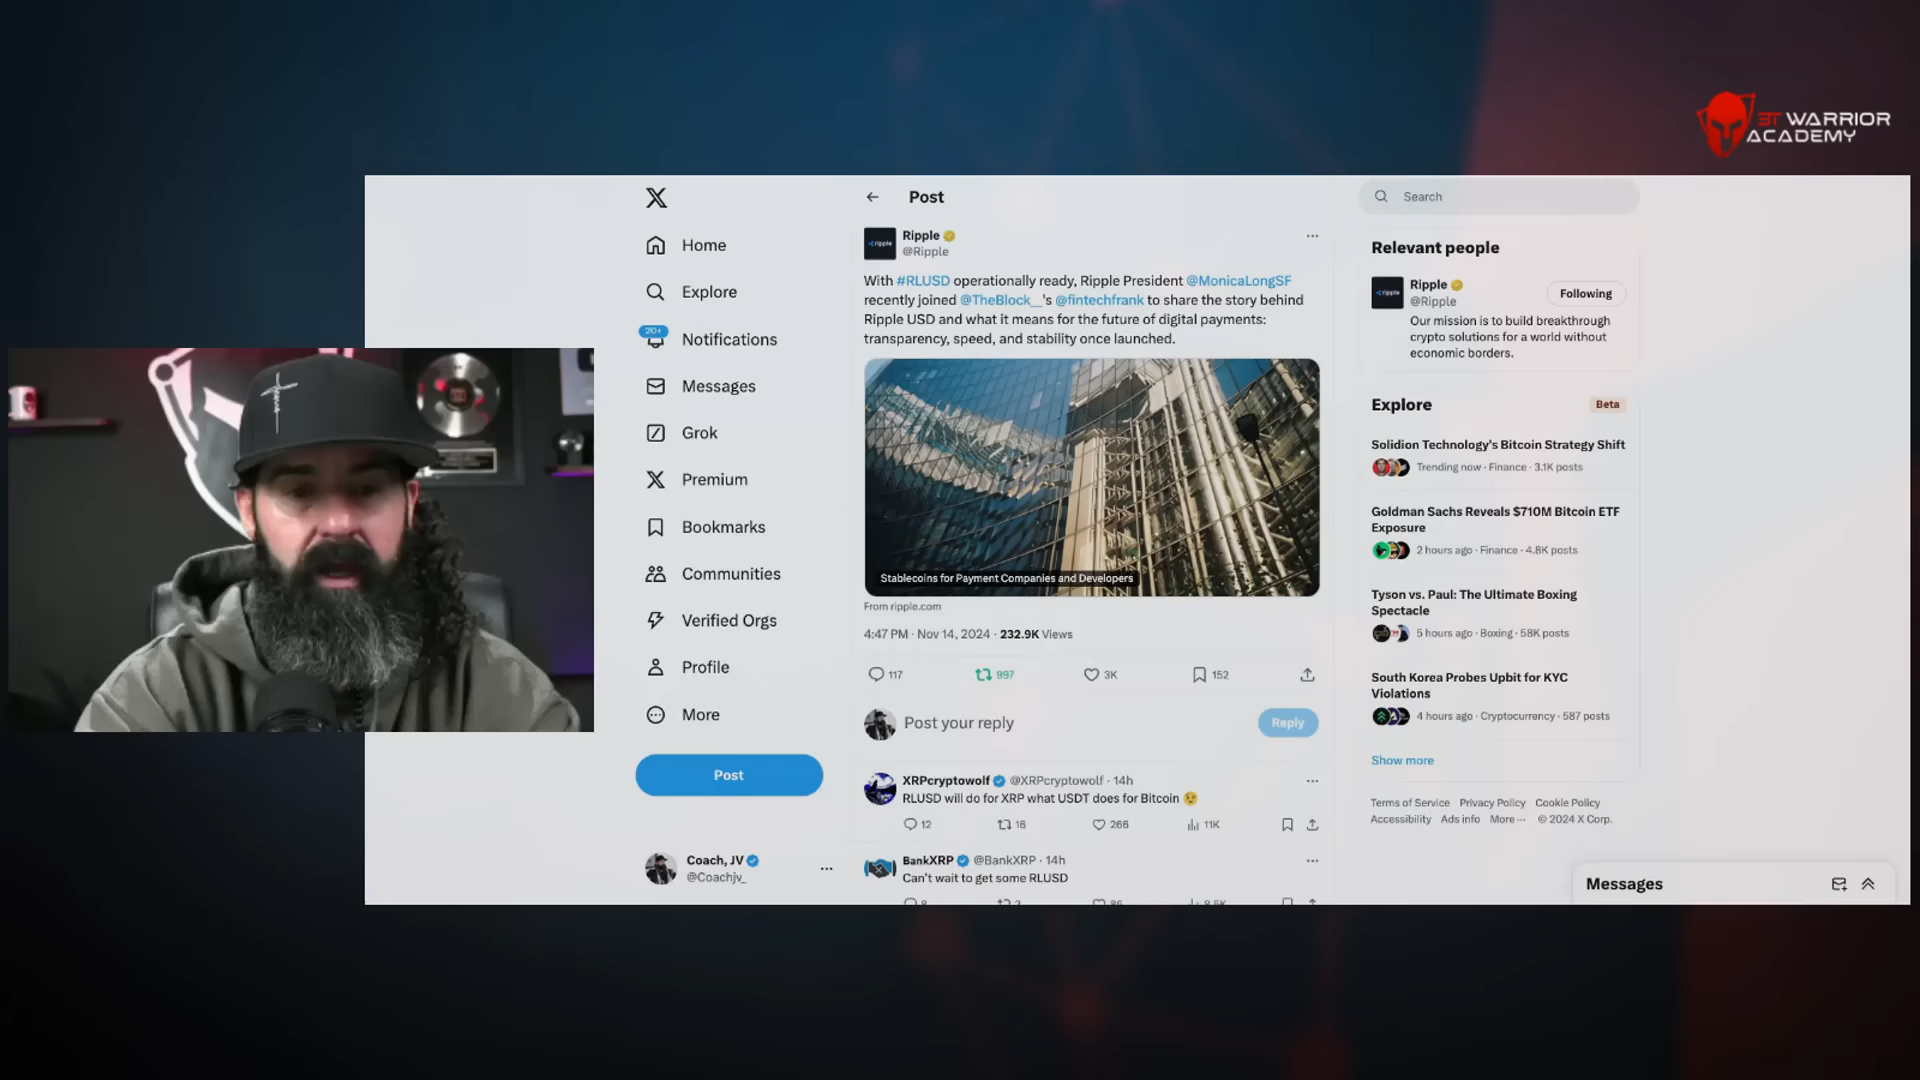 3T WARRIOR
ACADEMY
Home
Explore
20+
Notifications
Messages
Grok
Premium
Bookmarks
Communities
Verified Orgs
Profile
More
Post
Coach, JV
@Coachjv_
Post
Ripple
@Ripple
ripple
With #RLUSD operationally ready, Ripple President @MonicaLongSF
recently joined @TheBlock__'s @fintechfrank to share the story behind
Ripple USD and what it means for the future of digital payments:
transparency, speed, and stability once launched.
Stablecoins for Payment Companies and Developers
From ripple.com
4:47 PM · Nov 14, 2024 · 232.9K Views
117 997 3K 152
Post your reply
Reply
XRPcryptowolf @XRPcryptowolf · 14h
RLUSD will do for XRP what USDT does for Bitcoin
12 16 266 11K
BankXRP @BankXRP · 14h
Can't wait to get some RLUSD
Search
Relevant people
ripple
Ripple
@Ripple
Following
Our mission is to build breakthrough
crypto solutions for a world without
economic borders.
Explore
Beta
Solidion Technology's Bitcoin Strategy Shift
Trending now · Finance · 3.1K posts
Goldman Sachs Reveals $710M Bitcoin ETF
Exposure
2 hours ago · Finance · 4.8K posts
Tyson vs. Paul: The Ultimate Boxing
Spectacle
5 hours ago · Boxing · 58K posts
South Korea Probes Upbit for KYC
Violations
4 hours ago · Cryptocurrency · 587 posts
Show more
Terms of Service Privacy Policy Cookie Policy
Accessibility Ads info More ··· © 2024 X Corp.
Messages